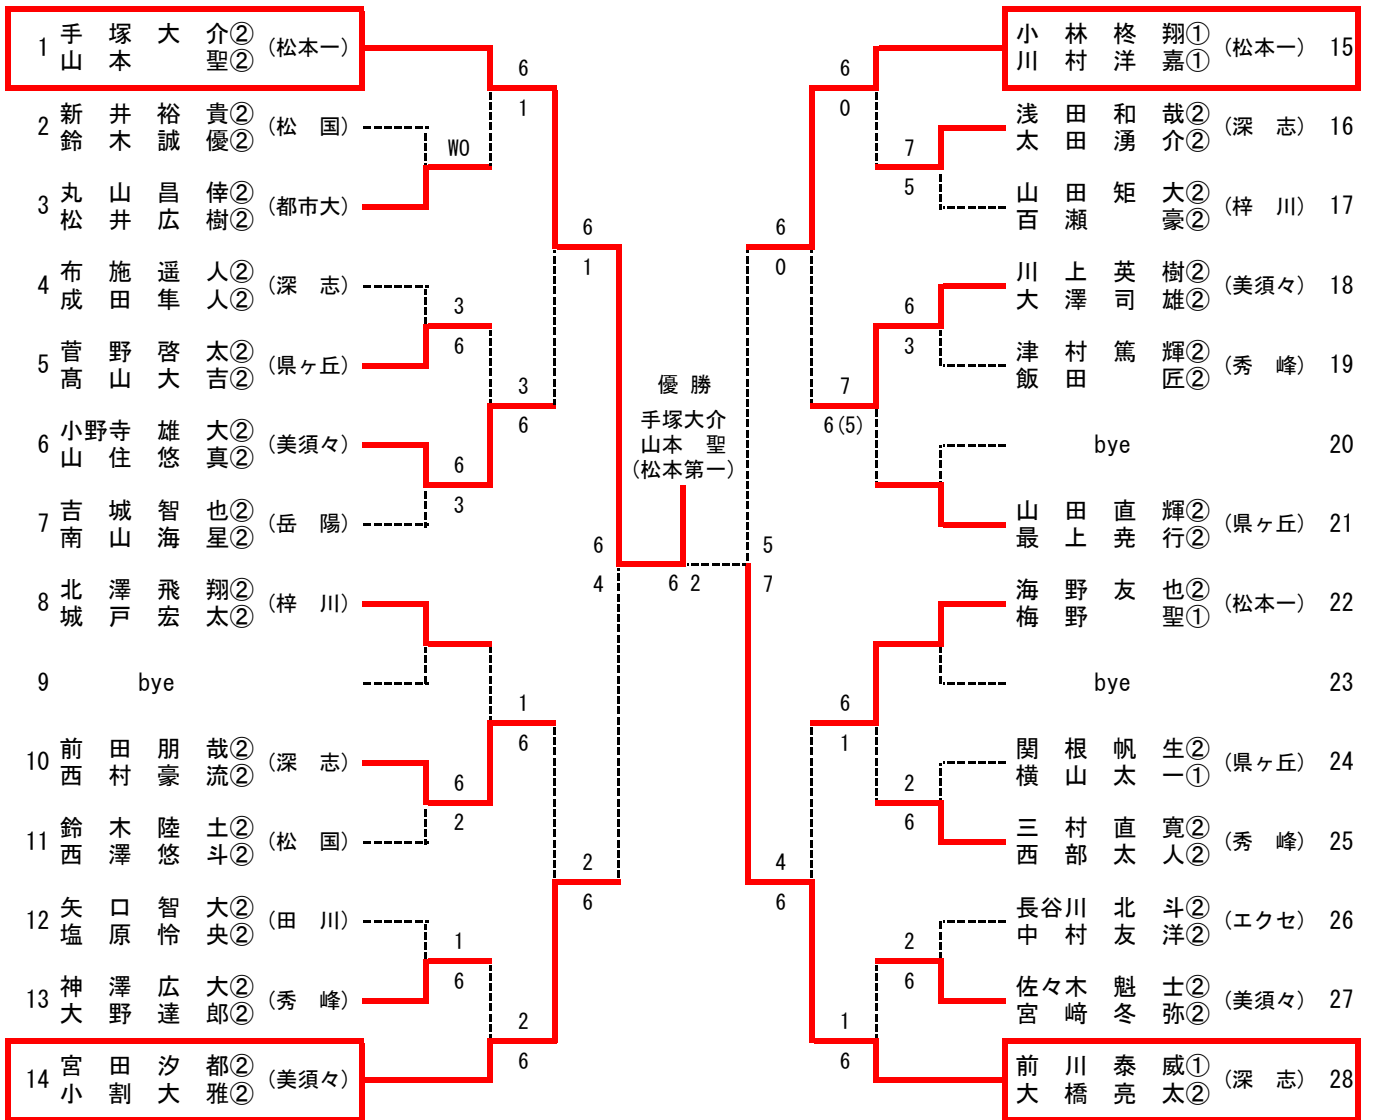 1 手塚大介② (松本一)
山本聖②
2 新井裕貴② (松国)
鈴木誠優②
WO
3 丸山昌倖② (都市大)
松井広樹②
6
1
4 布施遥人② (深志)
成田隼人②
3
6
5 菅野啓太② (県ヶ丘)
髙山大吉②
6
1
3
6
6 小野寺雄大② (美須々)
山住悠真②
6
3
7 吉城智也② (岳陽)
南山海星②
6
4
8 北澤飛翔② (梓川)
城戸宏太②
9 bye
1
6
10 前田朋哉② (深志)
西村豪流②
6
2
11 鈴木陸土② (松国)
西澤悠斗②
2
6
12 矢口智大② (田川)
塩原怜央②
1
6
13 神澤広大② (秀峰)
大野達郎②
2
6
14 宮田汐都② (美須々)
小割大雅②
優勝
手塚大介
山本 聖
(松本第一)
6 2
小林柊翔① (松本一) 15
川村洋嘉①
6
0
浅田和哉② (深志) 16
太田湧介②
7
5
山田矩大② (梓川) 17
百瀬豪②
6
0
川上英樹② (美須々) 18
大澤司雄②
6
3
津村篤輝② (秀峰) 19
飯田匠②
7
6(5)
bye 20
山田直輝② (県ヶ丘) 21
最上尭行②
5
7
海野友也② (松本一) 22
梅野聖①
bye 23
6
1
関根帆生② (県ヶ丘) 24
横山太一①
2
6
三村直寛② (秀峰) 25
西部太人②
4
6
長谷川北斗② (エクセ) 26
中村友洋②
2
6
佐々木魁士② (美須々) 27
宮﨑冬弥②
1
6
前川泰威① (深志) 28
大橋亮太②